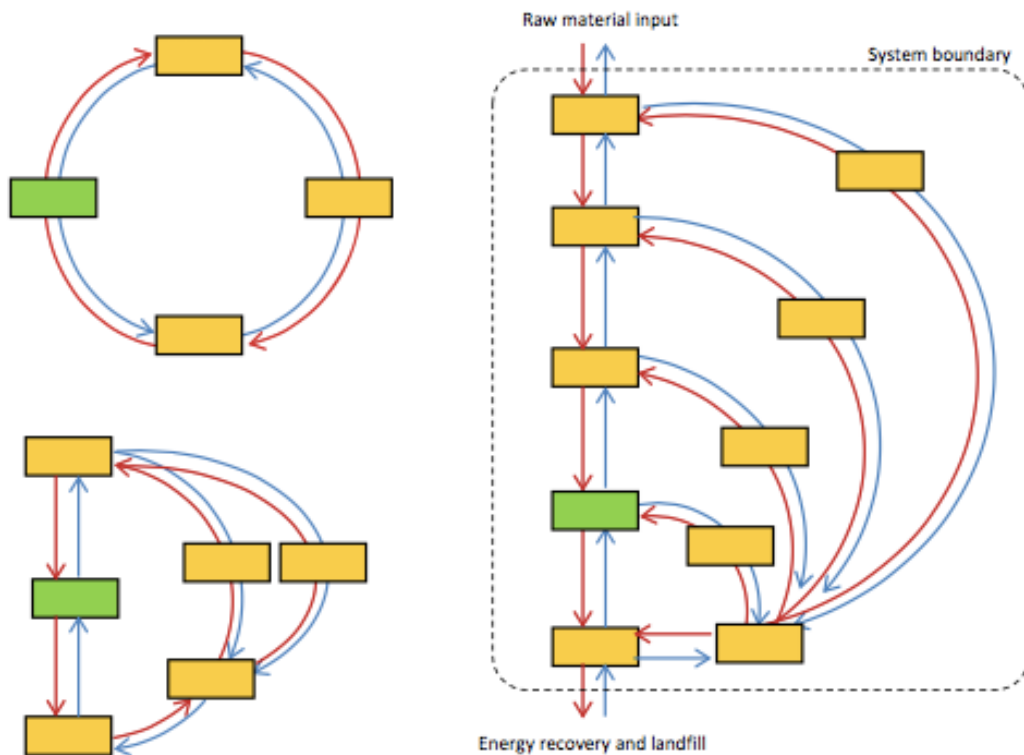 Raw material input
System boundary
Energy recovery and landfill